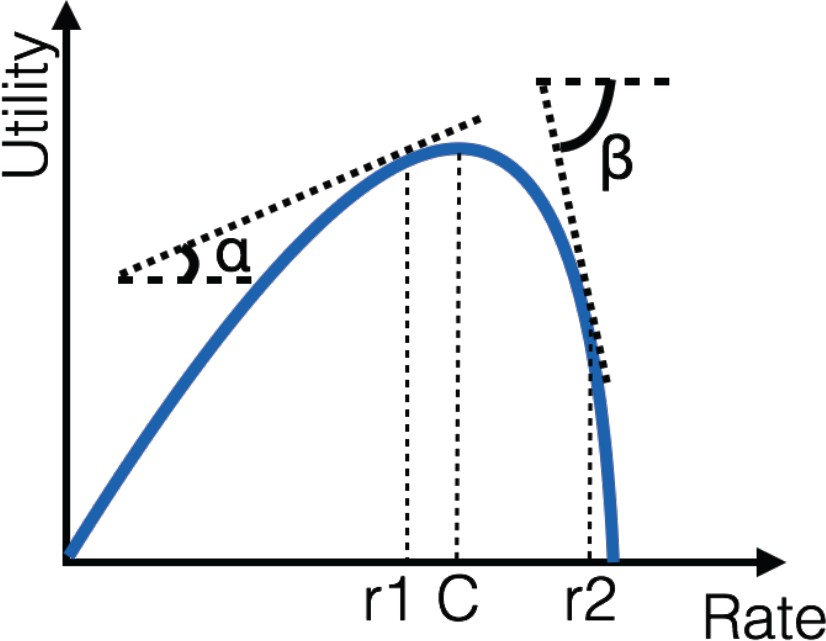 Utility
β
α
r1 C r2
Rate